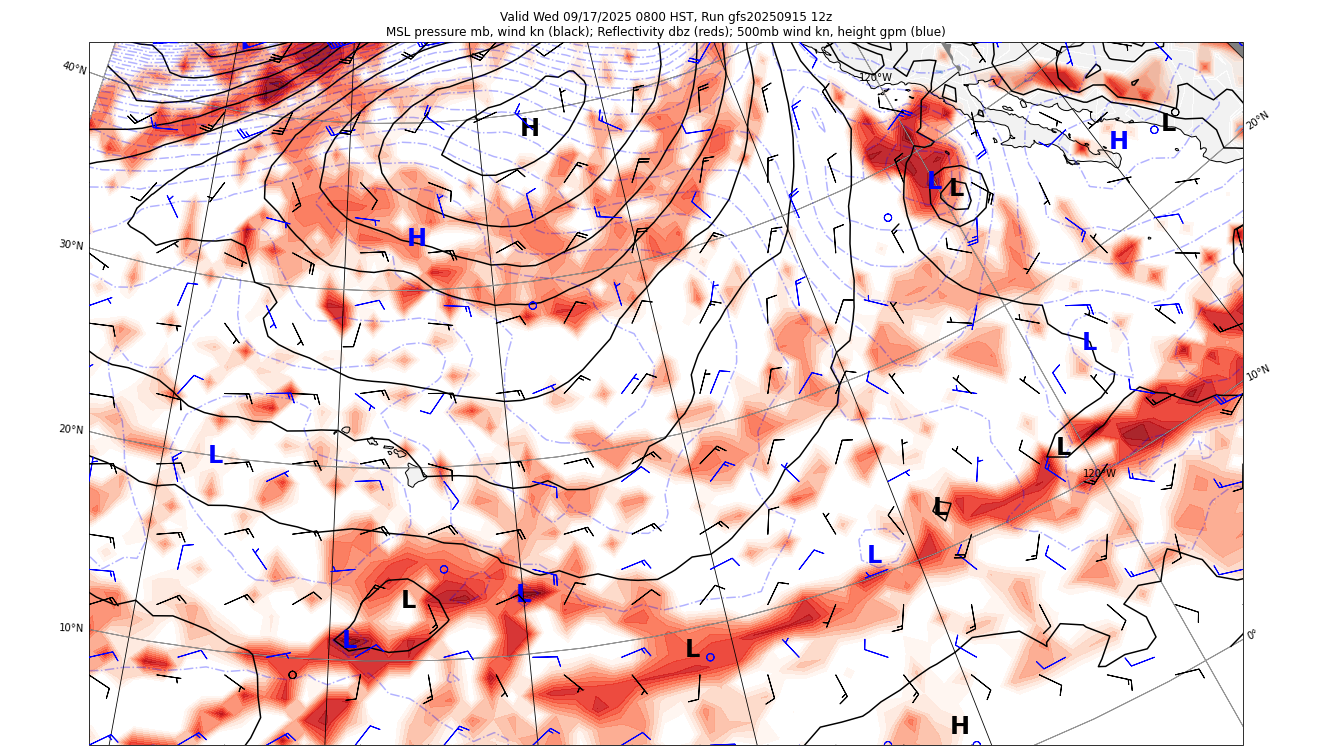 Valid Wed 09/17/2025 0800 HST, Run gfs20250915 12z
MSL pressure mb, wind kn (black); Reflectivity dbz (reds); 500mb wind kn, height gpm (blue)
L
40°N
120°W
20°N
H
L
H
L
L
H
30°N
L
10°N
20°N
L
L
120°W
L
L
L
L
10°N
L
L
0°
H